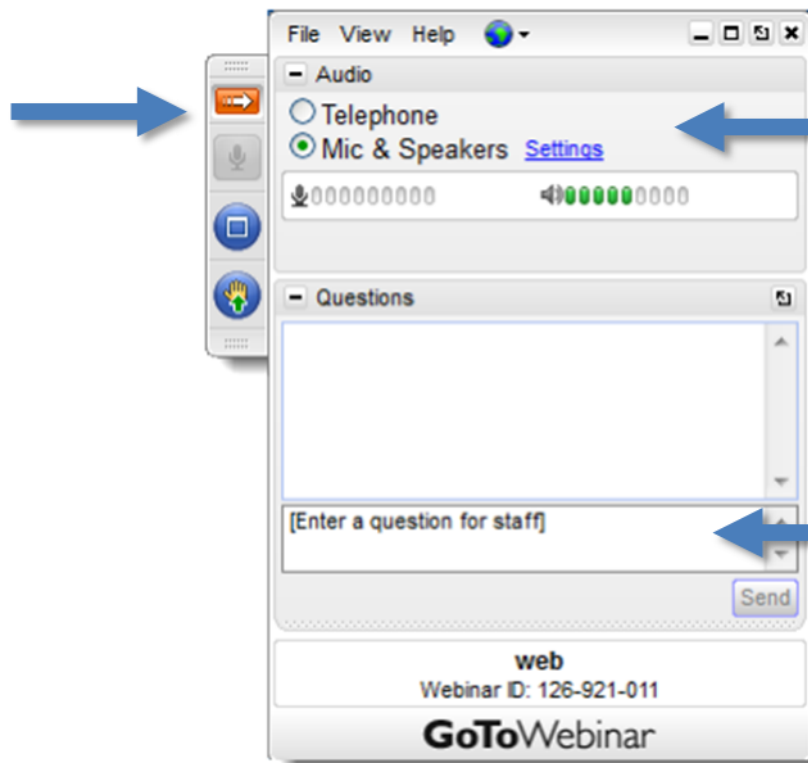 File View Help
Audio
Telephone
Mic & Speakers Settings
Questions
[Enter a question for staff]
Send
web
Webinar ID: 126-921-011
GoToWebinar